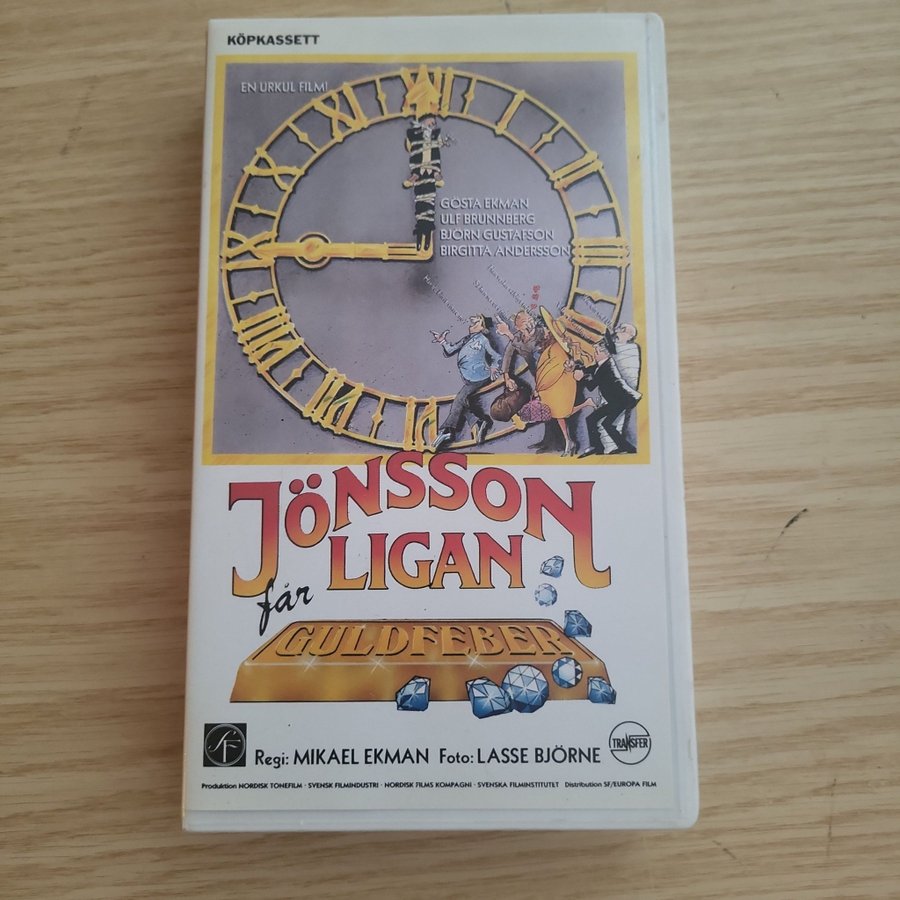 KÖPKASSETT
EN URKUL FILM!
GÖSTA EKMAN
ULF BRUNNBERG
BJÖRN GUSTAFSON
BIRGITTA ANDERSSON
JÖNSSON
LIGAN
får
GULDFEBER
SF
Regi: MIKAEL EKMAN Foto: LASSE BJÖRNE
TRANSFER
Produktion NORDISK TONEFILM · SVENSK FILMINDUSTRI · NORDISK FILMS KOMPAGNI · SVENSKA FILMINSTITUTET Distribution SF/EUROPA FILM